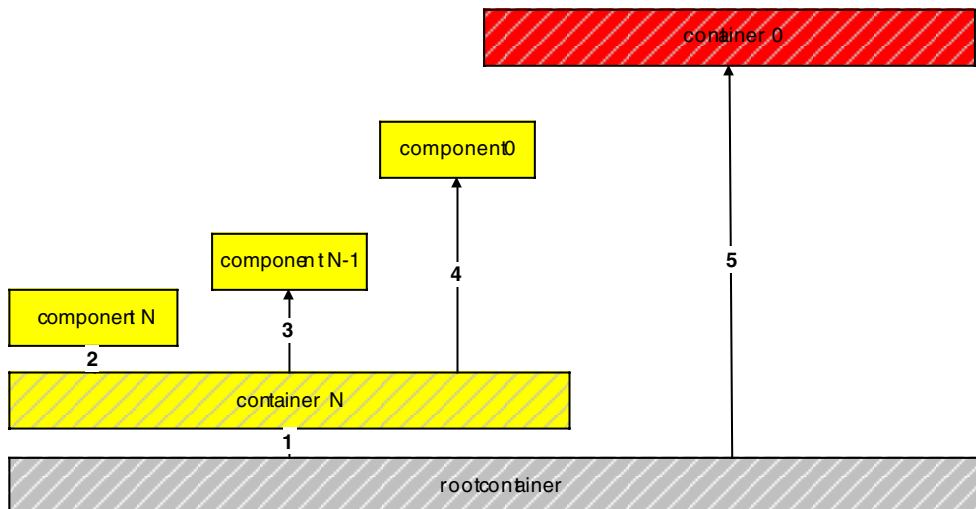 container 0
component0
component N-1
4
5
component N
3
2
container N
1
rootcontainer